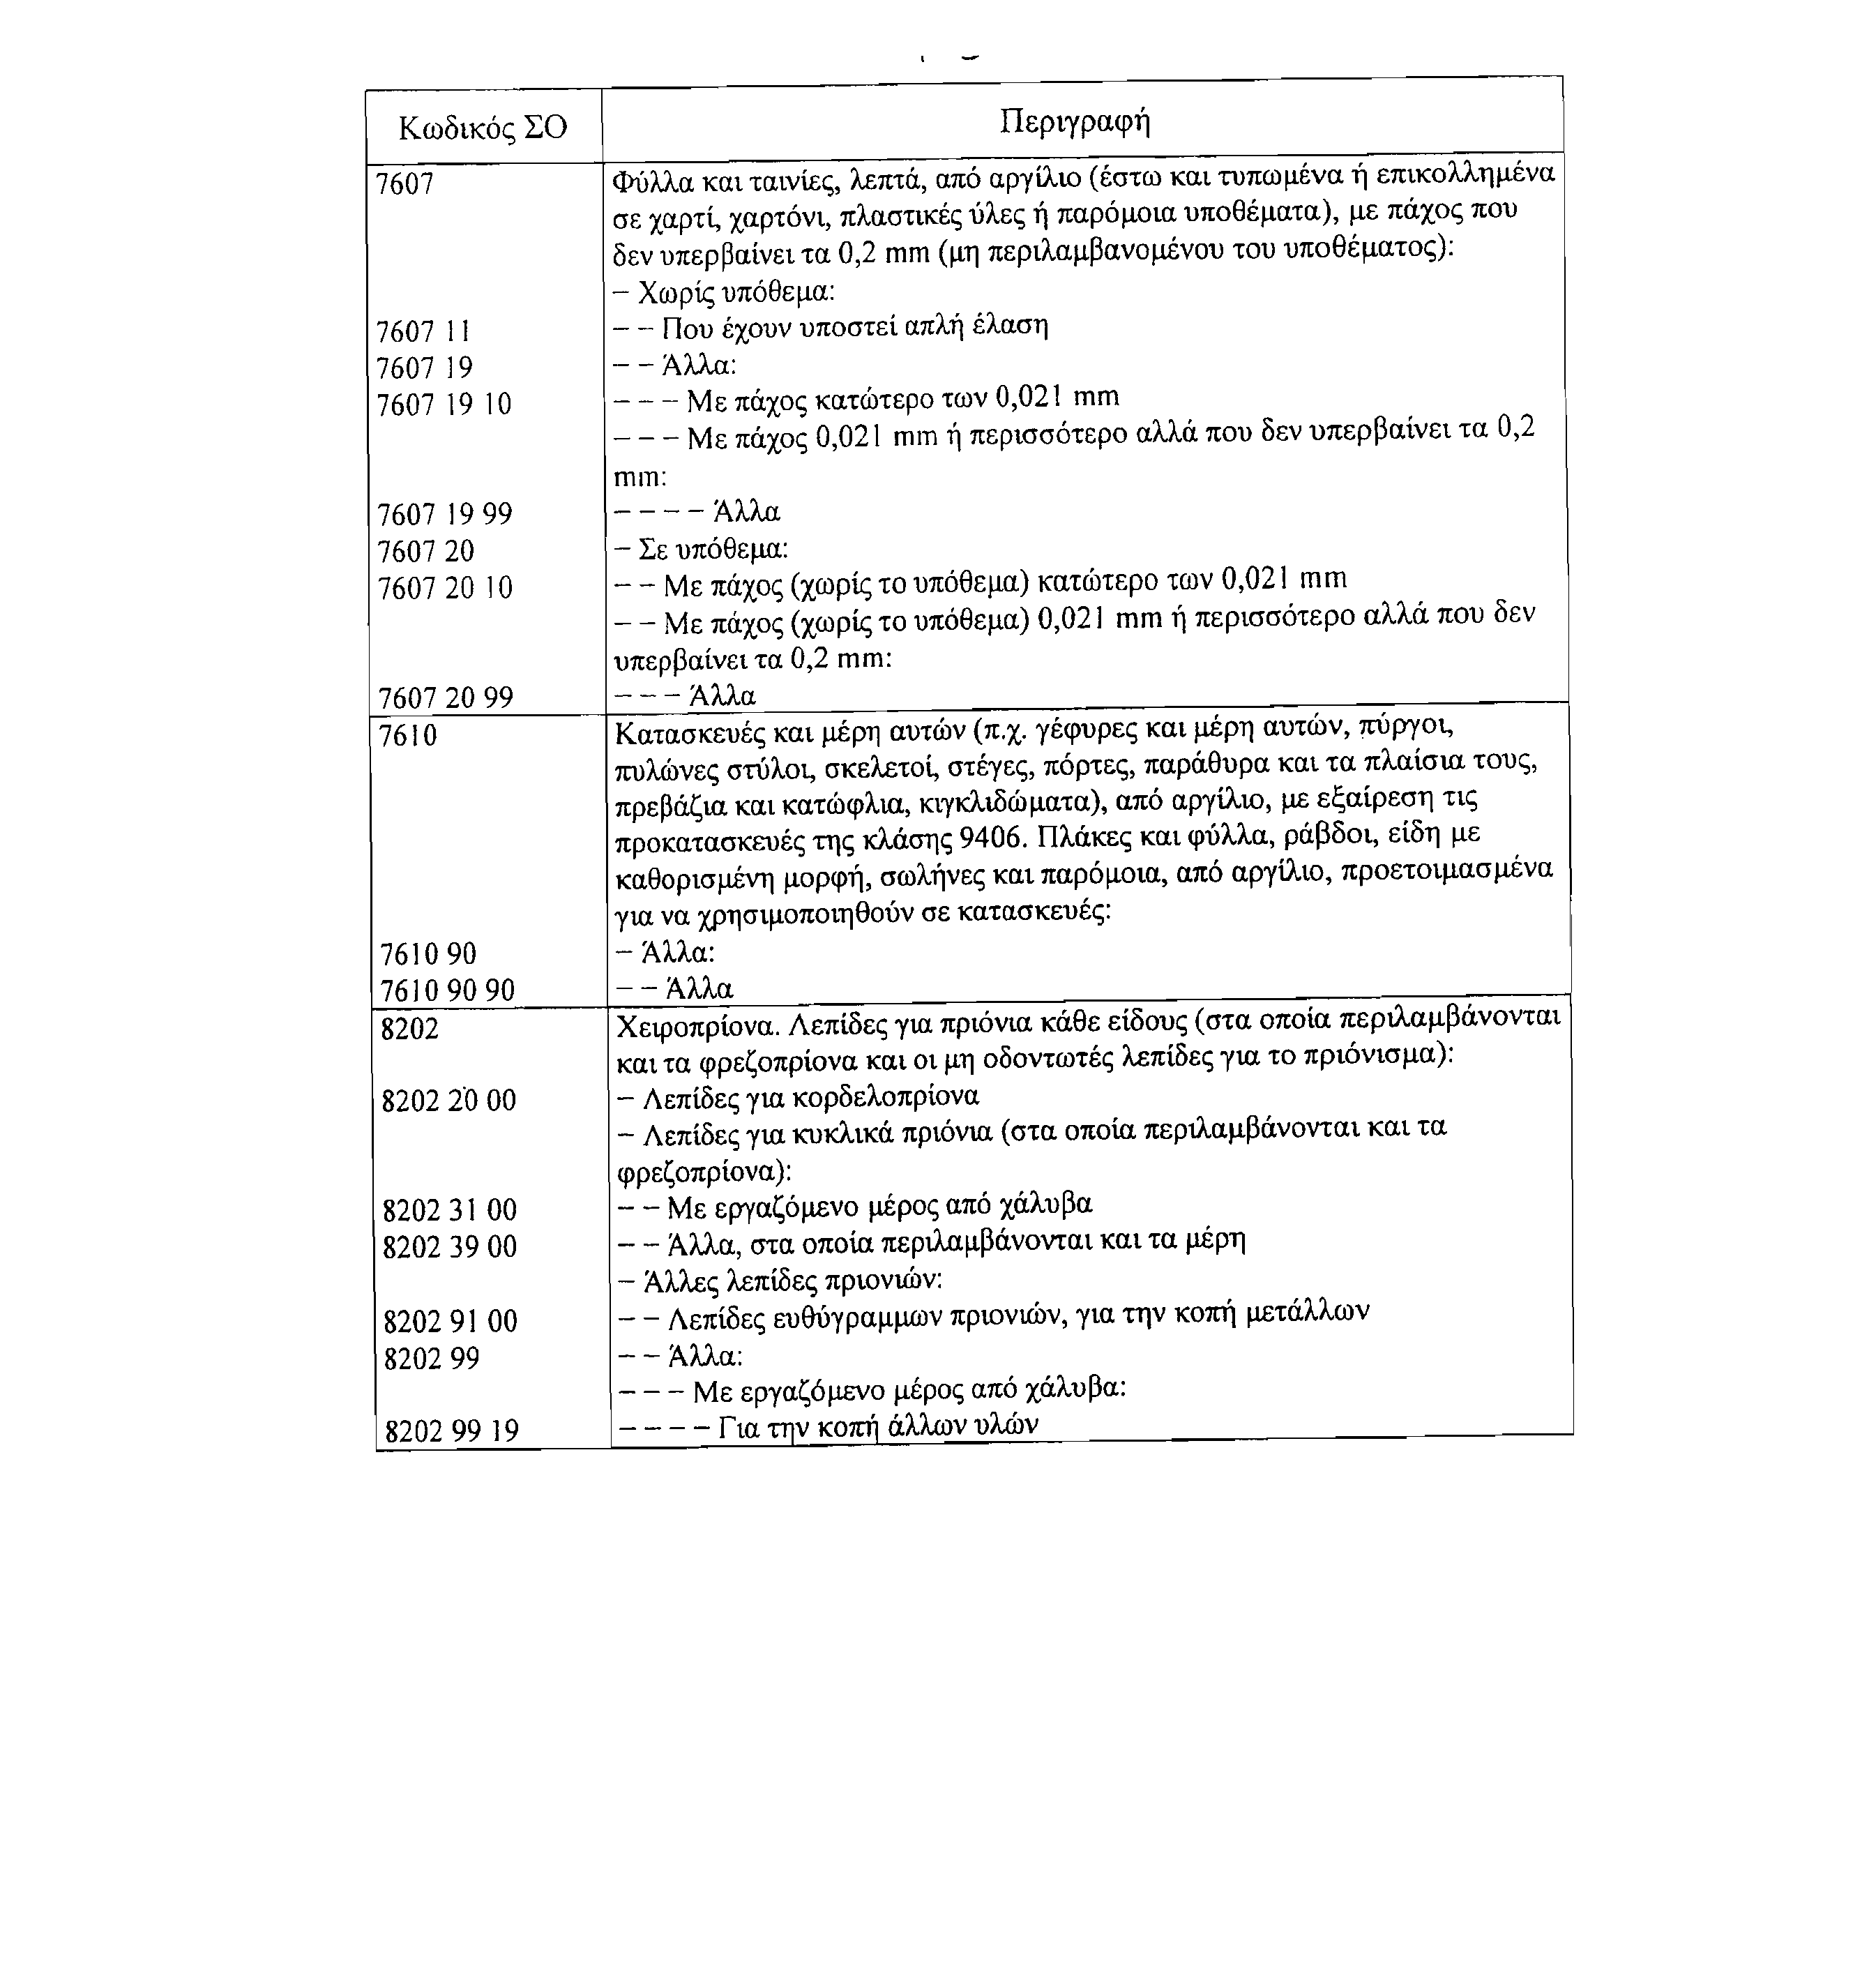 Κωδικός ΣΟ Περιγραφή
7607 Φύλλα και ταινίες, λεπτά, από αργίλιο (έστω και τυπωμένα ή επικολλημένα
σε χαρτί, χαρτόνι, πλαστικές ύλες ή παρόμοια υποθέματα), με πάχος που
δεν υπερβαίνει τα 0,2 mm (μη περιλαμβανομένου του υποθέματος):
– Χωρίς υπόθεμα:
7607 11 – – Που έχουν υποστεί απλή έλαση
7607 19 – – Άλλα:
7607 19 10 – – – Με πάχος κατώτερο των 0,021 mm
– – – Με πάχος 0,021 mm ή περισσότερο αλλά που δεν υπερβαίνει τα 0,2
mm:
7607 19 99 – – – – Άλλα
7607 20 – Σε υπόθεμα:
7607 20 10 – – Με πάχος (χωρίς το υπόθεμα) κατώτερο των 0,021 mm
– – Με πάχος (χωρίς το υπόθεμα) 0,021 mm ή περισσότερο αλλά που δεν
υπερβαίνει τα 0,2 mm:
7607 20 99 – – – Άλλα
7610 Κατασκευές και μέρη αυτών (π.χ. γέφυρες και μέρη αυτών, πύργοι,
πυλώνες στύλοι, σκελετοί, στέγες, πόρτες, παράθυρα και τα πλαίσια τους,
πρεβάζια και κατώφλια, κιγκλιδώματα), από αργίλιο, με εξαίρεση τις
προκατασκευές της κλάσης 9406. Πλάκες και φύλλα, ράβδοι, είδη με
καθορισμένη μορφή, σωλήνες και παρόμοια, από αργίλιο, προετοιμασμένα
για να χρησιμοποιηθούν σε κατασκευές:
7610 90 – Άλλα:
7610 90 90 – – Άλλα
8202 Χειροπρίονα. Λεπίδες για πριόνια κάθε είδους (στα οποία περιλαμβάνονται
και τα φρεζοπρίονα και οι μη οδοντωτές λεπίδες για το πριόνισμα):
8202 20 00 – Λεπίδες για κορδελοπρίονα
– Λεπίδες για κυκλικά πριόνια (στα οποία περιλαμβάνονται και τα
φρεζοπρίονα):
8202 31 00 – – Με εργαζόμενο μέρος από χάλυβα
8202 39 00 – – Άλλα, στα οποία περιλαμβάνονται και τα μέρη
– Άλλες λεπίδες πριονιών:
8202 91 00 – – Λεπίδες ευθύγραμμων πριονιών, για την κοπή μετάλλων
8202 99 – – Άλλα:
– – – Με εργαζόμενο μέρος από χάλυβα:
8202 99 19 – – – – Για την κοπή άλλων υλών